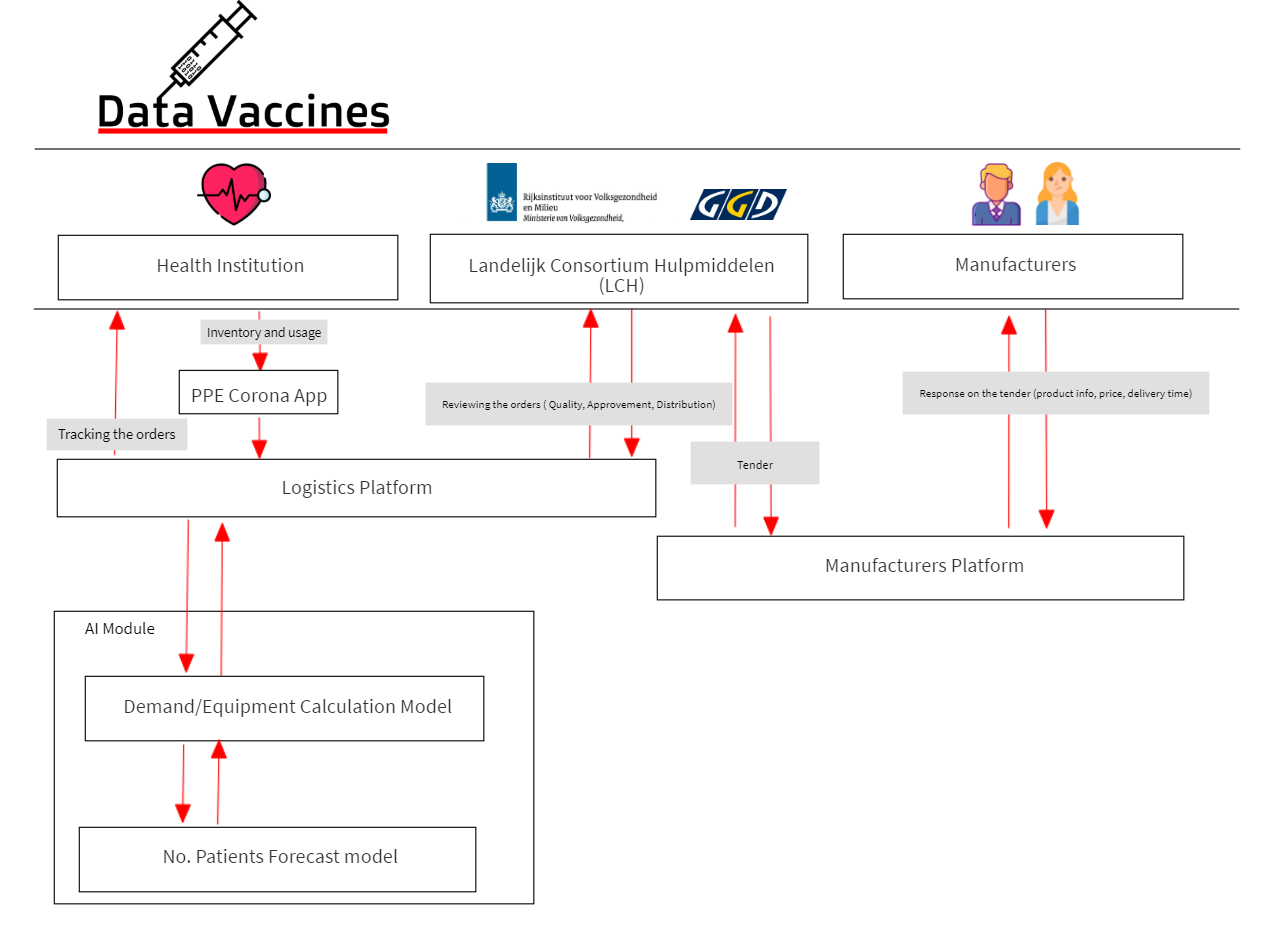 Data Vaccines
Rijksinstituut voor Volksgezondheid
en Milieu
Ministerie van Volksgezondheid,
GGD
Health Institution
Landelijk Consortium Hulpmiddelen
(LCH)
Manufacturers
Inventory and usage
PPE Corona App
Reviewing the orders ( Quality, Approvement, Distribution)
Response on the tender (product info, price, delivery time)
Tracking the orders
Tender
Logistics Platform
Manufacturers Platform
AI Module
Demand/Equipment Calculation Model
No. Patients Forecast model